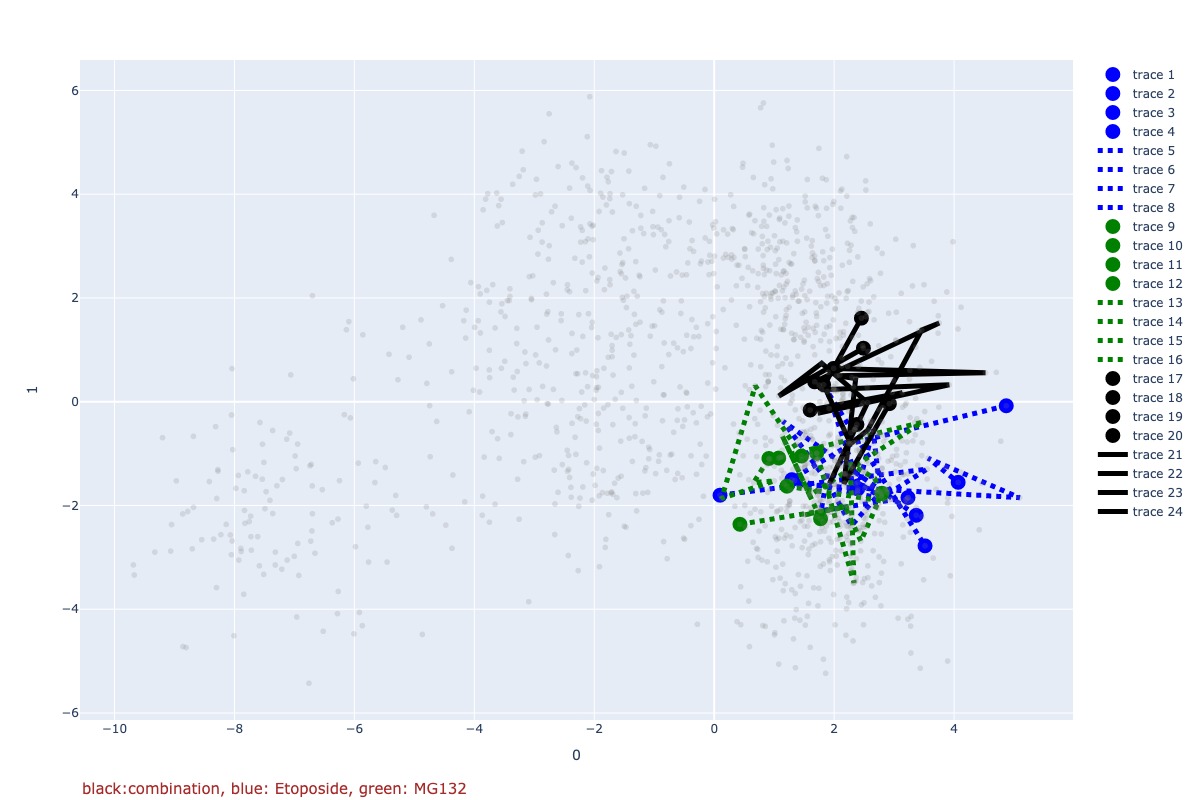 6
4
2
0
−2
−4
−6
1
−10
−8
−6
−4
−2
0
2
4
0
trace 1
trace 2
trace 3
trace 4
trace 5
trace 6
trace 7
trace 8
trace 9
trace 10
trace 11
trace 12
trace 13
trace 14
trace 15
trace 16
trace 17
trace 18
trace 19
trace 20
trace 21
trace 22
trace 23
trace 24
black:combination, blue: Etoposide, green: MG132